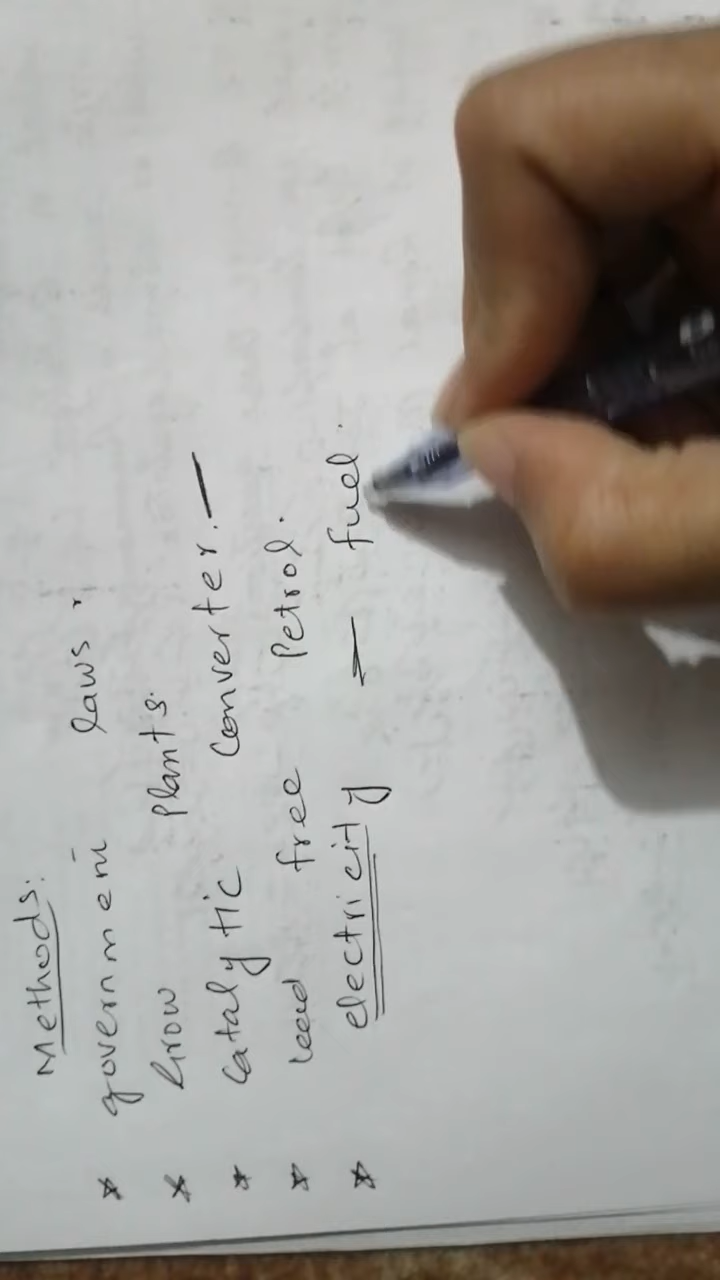 Methods:
* government laws.
* Grow Plants.
* Catalytic Converter. —
* lead free Petrol.
* electricity ← fuel.